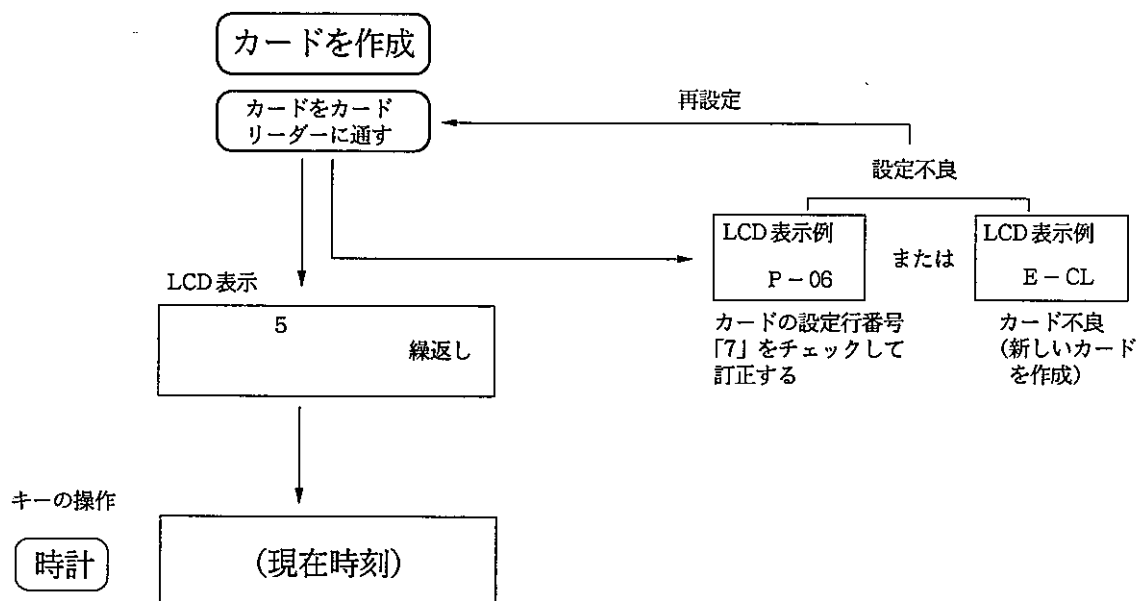 カードを作成
カードをカード
リーダーに通す
再設定
設定不良
LCD表示例
P－06
または
LCD表示例
E－CL
カードの設定行番号
「7」をチェックして
訂正する
カード不良
（新しいカード
を作成）
LCD表示
5
繰返し
キーの操作
時計
（現在時刻）